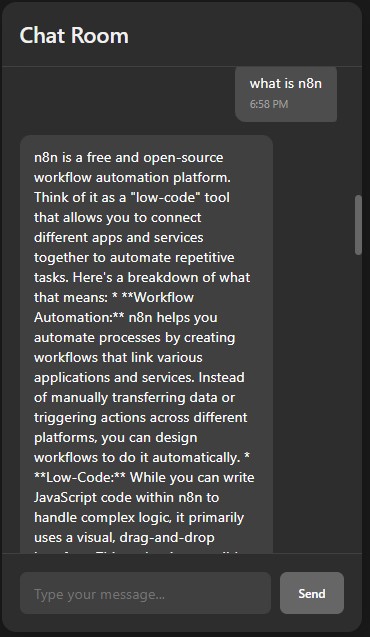 Chat Room
what is n8n
6:58 PM
n8n is a free and open-source
workflow automation platform.
Think of it as a "low-code" tool
that allows you to connect
different apps and services
together to automate repetitive
tasks. Here's a breakdown of what
that means: * **Workflow
Automation:** n8n helps you
automate processes by creating
workflows that link various
applications and services. Instead
of manually transferring data or
triggering actions across different
platforms, you can design
workflows to do it automatically. *
**Low-Code:** While you can write
JavaScript code within n8n to
handle complex logic, it primarily
uses a visual, drag-and-drop
Type your message...
Send